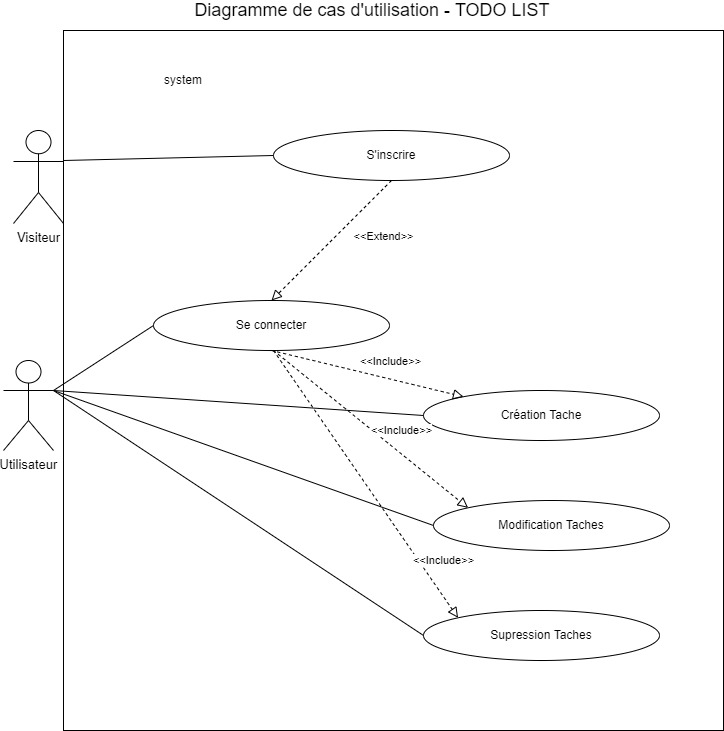 Diagramme de cas d'utilisation - TODO LIST
system
S'inscrire
Visiteur
<<Extend>>
Se connecter
<<Include>>
Création Tache
<<Include>>
Utilisateur
Modification Taches
<<Include>>
Supression Taches